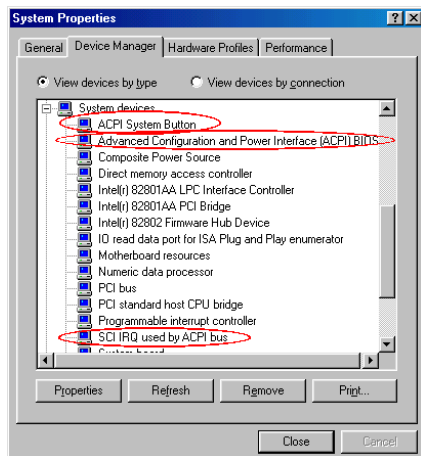 System Properties
General Device Manager Hardware Profiles Performance
View devices by type View devices by connection
System devices
ACPI System Button
Advanced Configuration and Power Interface (ACPI) BIOS
Composite Power Source
Direct memory access controller
Intel(r) 82801AA LPC Interface Controller
Intel(r) 82801AA PCI Bridge
Intel(r) 82802 Firmware Hub Device
IO read data port for ISA Plug and Play enumerator
Motherboard resources
Numeric data processor
PCI bus
PCI standard host CPU bridge
Programmable interrupt controller
SCI IRQ used by ACPI bus
System board
Properties Refresh Remove Print...
Close Cancel